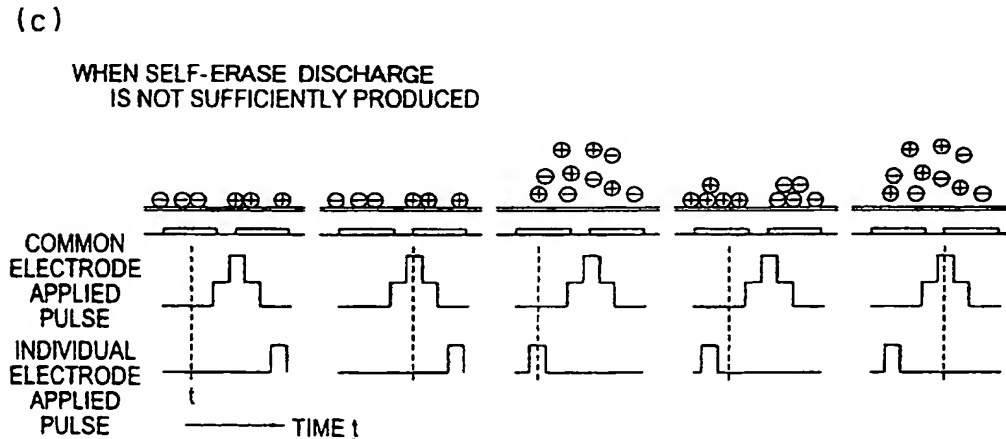 (c)
WHEN SELF-ERASE DISCHARGE
IS NOT SUFFICIENTLY PRODUCED
COMMON
ELECTRODE
APPLIED
PULSE
INDIVIDUAL
ELECTRODE
APPLIED
PULSE
t
TIME t